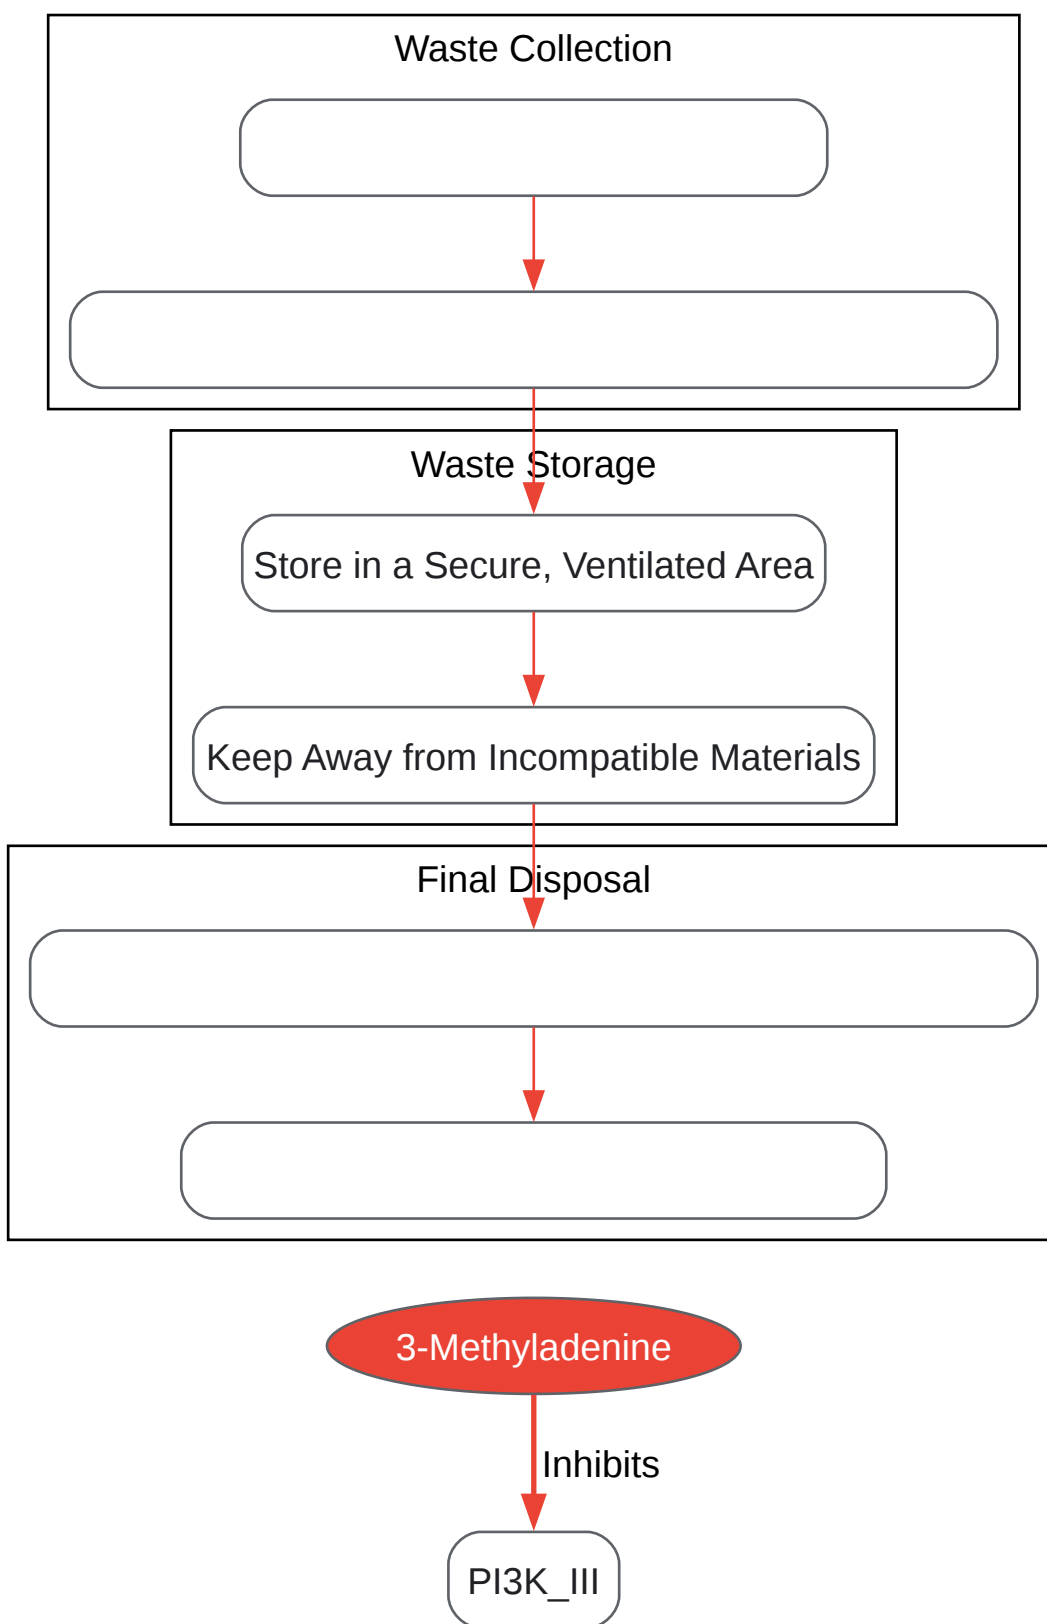 Waste Collection
Waste Storage
Store in a Secure, Ventilated Area
Keep Away from Incompatible Materials
Final Disposal
3-Methyladenine
Inhibits
PI3K_III